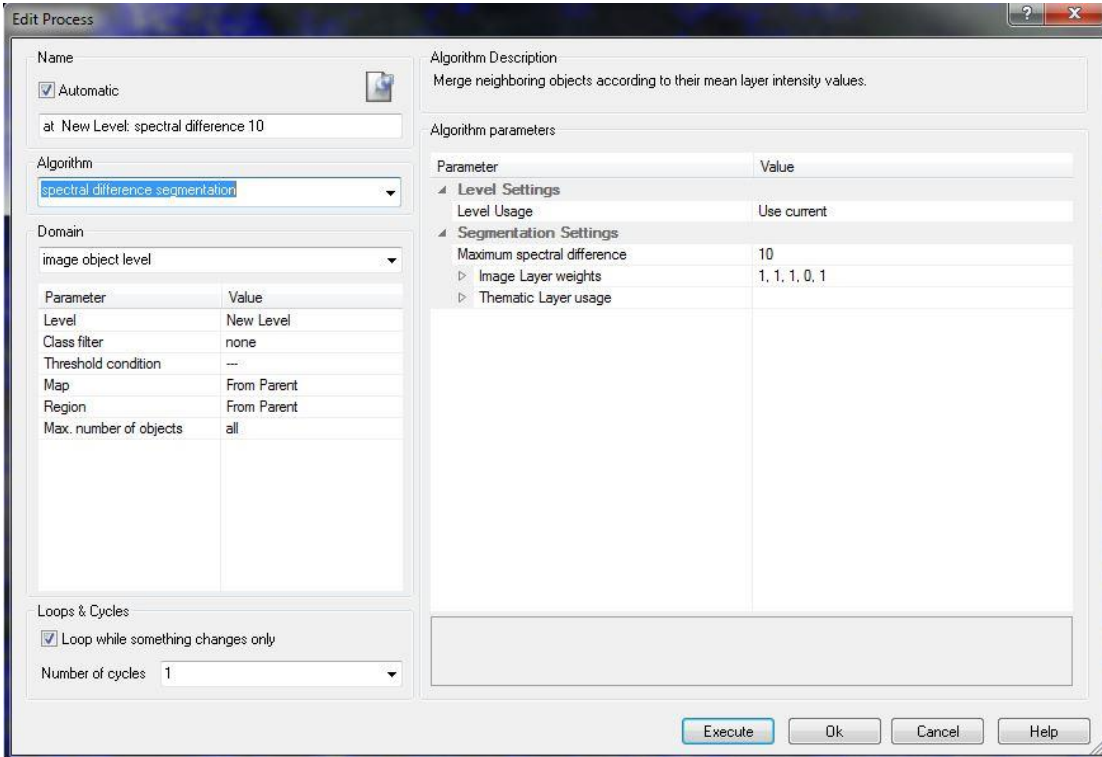 Edit Process
Name
Automatic
at  New Level: spectral difference 10
Algorithm
spectral difference segmentation
Domain
image object level
Parameter Value
Level New Level
Class filter none
Threshold condition ---
Map From Parent
Region From Parent
Max. number of objects all
Loops & Cycles
Loop while something changes only
Number of cycles 1
Algorithm Description
Merge neighboring objects according to their mean layer intensity values.
Algorithm parameters
Parameter Value
Level Settings
Level Usage Use current
Segmentation Settings
Maximum spectral difference 10
Image Layer weights 1, 1, 1, 0, 1
Thematic Layer usage
Execute Ok Cancel Help